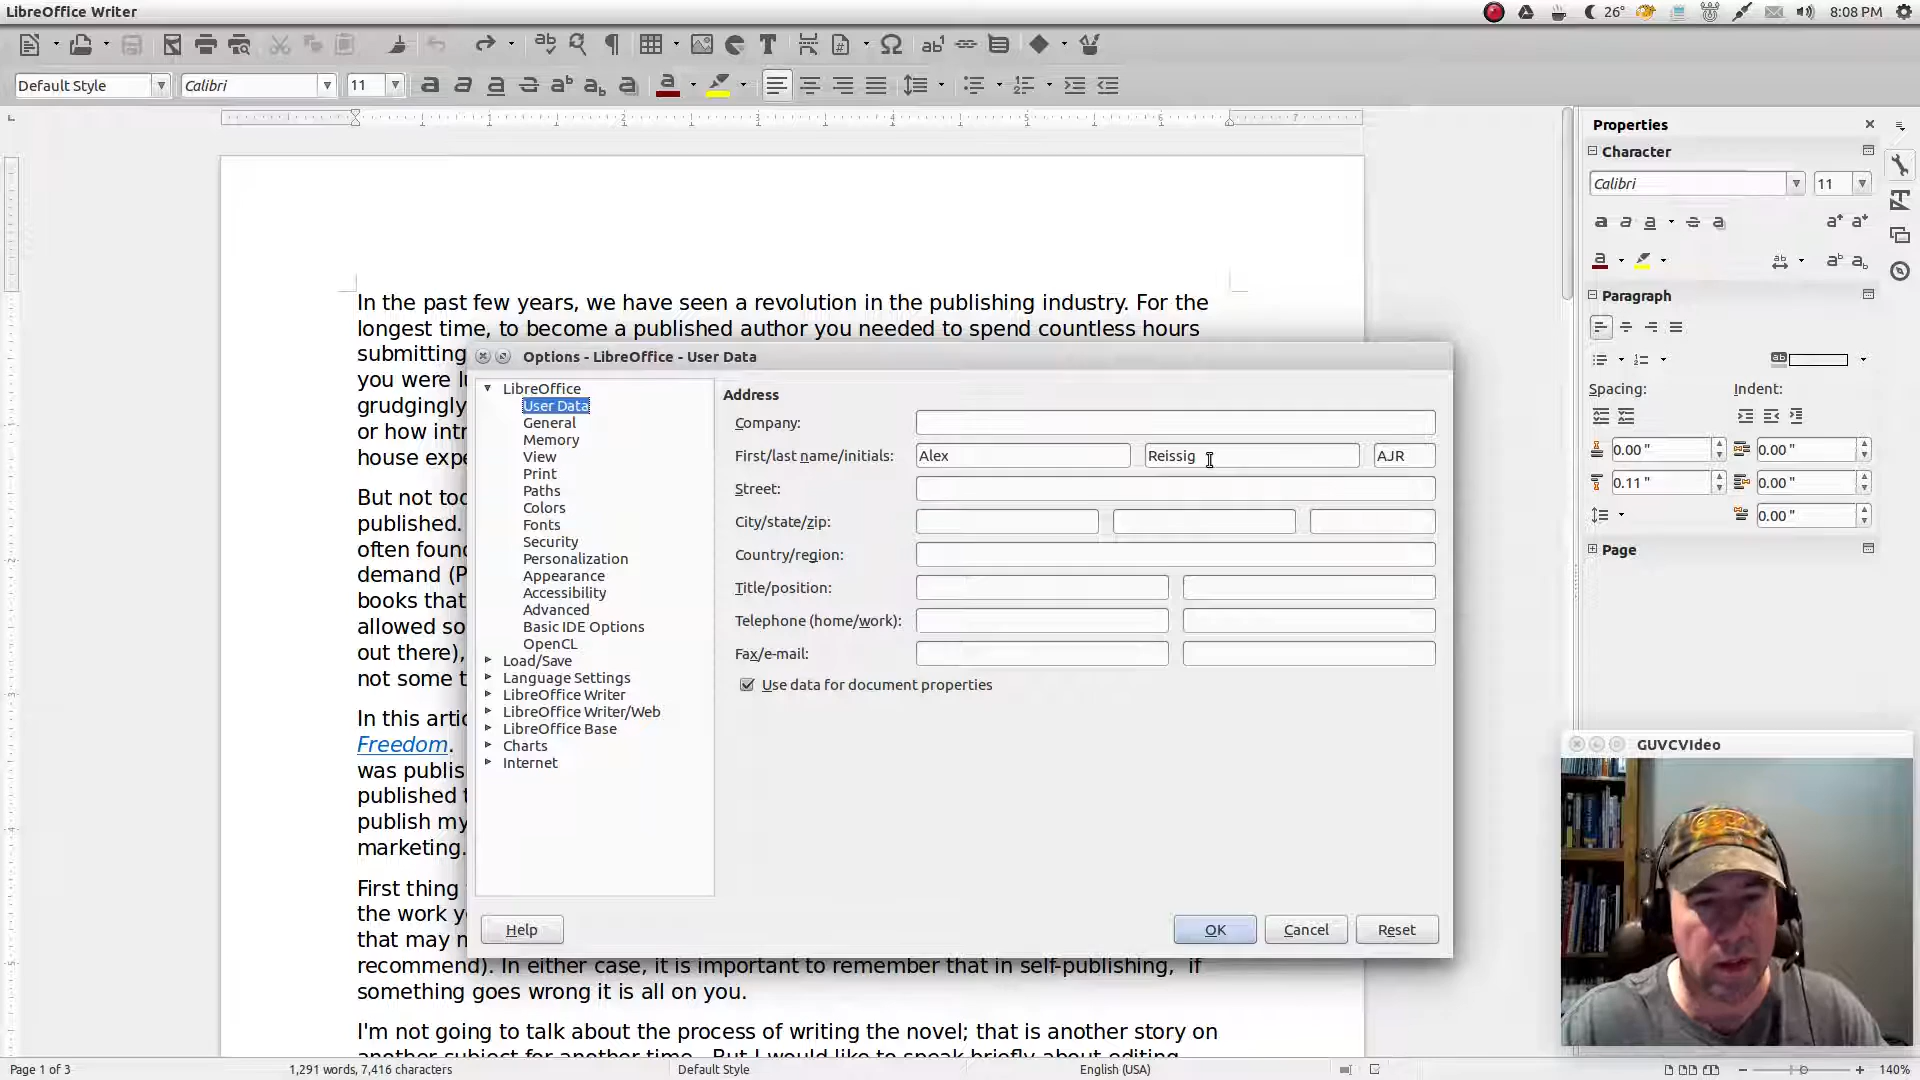 LibreOffice Writer
26°
8:08 PM
Default Style
Calibri
11
1
1
2
3
4
5
6
7
Properties
Character
Calibri
11
Paragraph
Spacing:
Indent:
0.00 "
0.00 "
0.11 "
0.00 "
0.00 "
Page
In the past few years, we have seen a revolution in the publishing industry. For the
longest time, to become a published author you needed to spend countless hours
submitting
you were
grudgingly
or how
house
But not
published.
often
demand
books that
allowed
out there),
not some
In this
Freedom.
was
published
publish my
marketing.
First thing
the work
that may
recommend). In either case, it is important to remember that in self-publishing, if
something goes wrong it is all on you.
I'm not going to talk about the process of writing the novel; that is another story on
another subject for another time. But I would like to speak briefly about editing
Options - LibreOffice - User Data
LibreOffice
User Data
General
Memory
View
Print
Paths
Colors
Fonts
Security
Personalization
Appearance
Accessibility
Advanced
Basic IDE Options
OpenCL
Load/Save
Language Settings
LibreOffice Writer
LibreOffice Writer/Web
LibreOffice Base
Charts
Internet
Address
Company:
First/last name/initials: Alex Reissig AJR
Street:
City/state/zip:
Country/region:
Title/position:
Telephone (home/work):
Fax/e-mail:
Use data for document properties
Help
OK
Cancel
Reset
GUVCVIdeo
Page 1 of 3
1,291 words, 7,416 characters
Default Style
English (USA)
140%